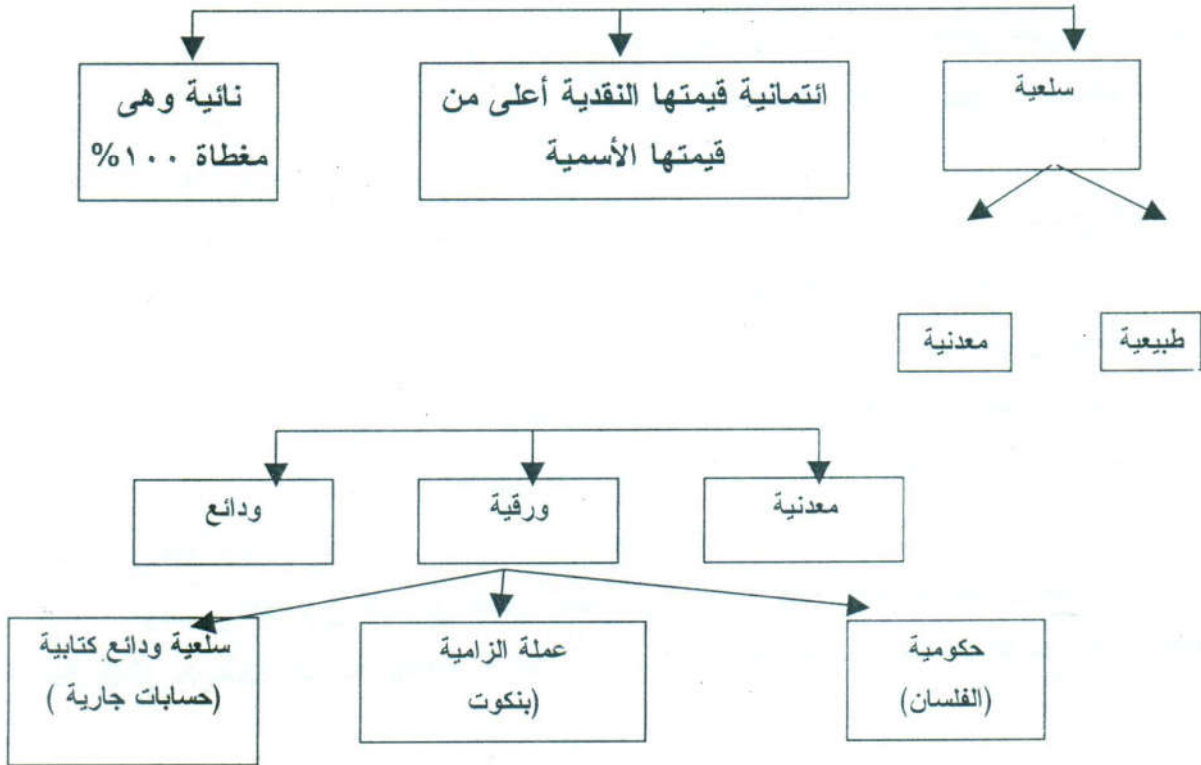 سلعية
ائتمانية قيمتها النقدية أعلى من
قيمتها الأسمية
نائية وهى
مغطاة ١٠٠%
طبيعية
معدنية
معدنية
ورقية
ودائع
حكومية
(الفلسان)
عملة الزامية
(بنكوت
سلعية ودائع كتابية
(حسابات جارية )